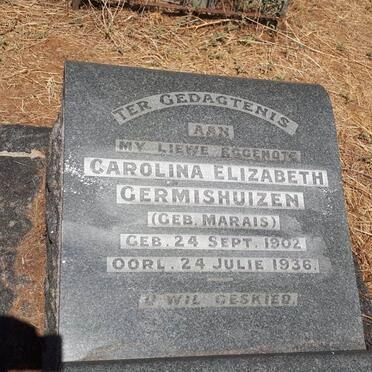 TER GEDAGTENIS
AAN
MY LIEWE EGGENOTE
CAROLINA ELIZABETH
GERMISHUIZEN
(GEB. MARAIS)
GEB. 24 SEPT. 1902
OORL. 24 JULIE 1936.
U WIL GESKIED.